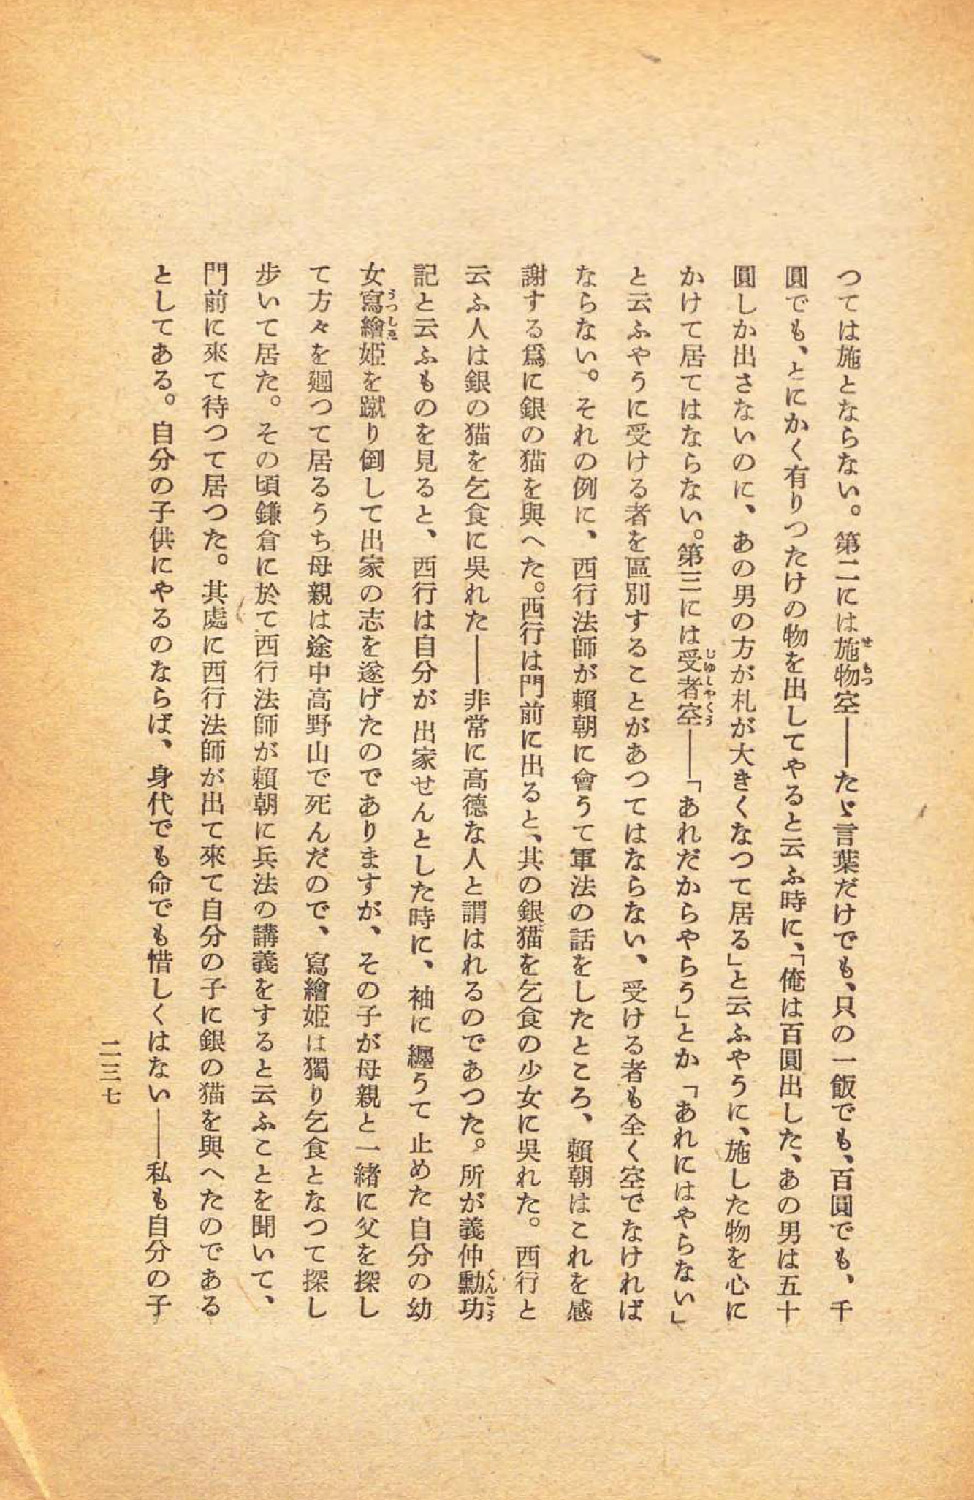 つては施とならない。第二には施物空――たゞ言葉だけでも、只の一飯でも、百圓でも、千
圓でも、とにかく有りつたけの物を出してやると云ふ時に、「俺は百圓出した、あの男は五十
圓しか出さないのに、あの男の方が札が大きくなつて居る」と云ふやうに、施した物を心に
かけて居てはならない。第三には受者空――「あれだからやらう」とか「あれにはやらない」
と云ふやうに受ける者を區別することがあつてはならない、受ける者も全く空でなければ
ならない。それの例に、西行法師が賴朝に會うて軍法の話をしたところ、賴朝はこれを感
謝する爲に銀の猫を與へた。西行は門前に出ると、其の銀猫を乞食の少女に吳れた。西行と
云ふ人は銀の猫を乞食に吳れた――非常に高德な人と謂はれるのであつた。所が義仲勳功
記と云ふものを見ると、西行は自分が出家せんとした時に、袖に纏うて止めた自分の幼
女寫繪姬を蹴り倒して出家の志を遂げたのでありますが、その子が母親と一緖に父を探し
て方々を廻つて居るうち母親は途中高野山で死んだので、寫繪姬は獨り乞食となつて探し
步いて居た。その頃鎌倉に於て西行法師が賴朝に兵法の講義をすると云ふことを聞いて、
門前に來て待つて居つた。其處に西行法師が出て來て自分の子に銀の猫を與へたのである
としてある。自分の子供にやるのならば、身代でも命でも惜しくはない――私も自分の子
二三七